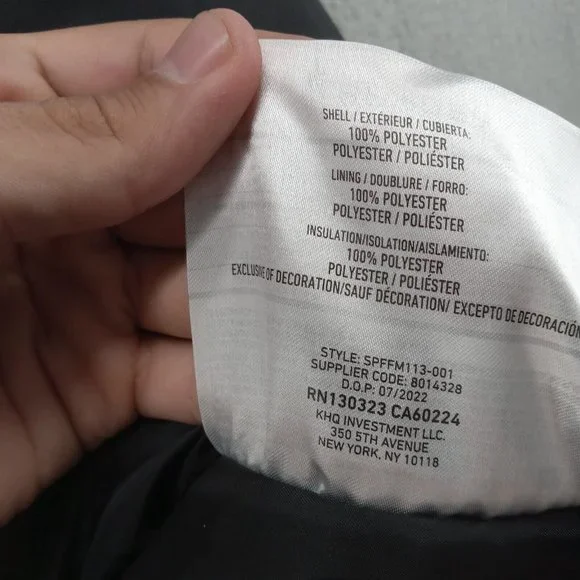 SHELL / EXTÉRIEUR / CUBIERTA:
100% POLYESTER
POLYESTER / POLIÉSTER
LINING / DOUBLURE / FORRO:
100% POLYESTER
POLYESTER / POLIÉSTER
INSULATION/ISOLATION/AISLAMIENTO:
100% POLYESTER
POLYESTER / POLIÉSTER
EXCLUSIVE OF DECORATION/SAUF DÉCORATION/ EXCEPTO DE DECORACIÓN
STYLE: SPFFM113-001
SUPPLIER CODE: 8014328
D.O.P: 07/2022
RN130323 CA60224
KHQ INVESTMENT LLC.
350 5TH AVENUE
NEW YORK, NY 10118